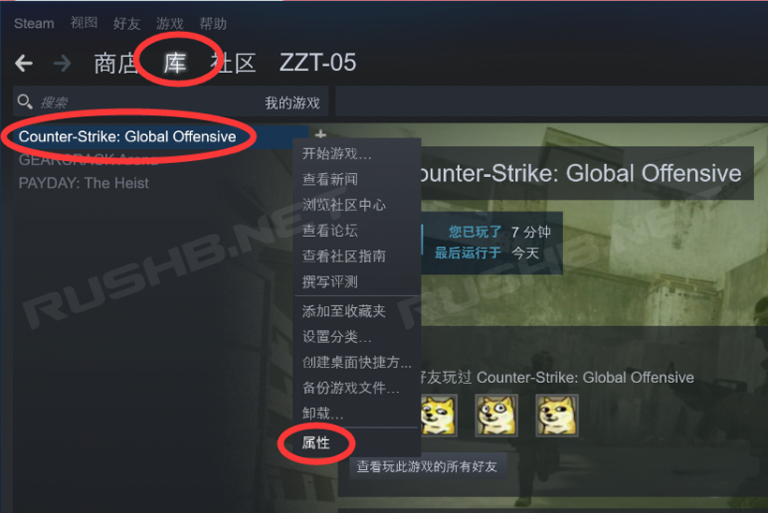 Steam 视图 好友 游戏 帮助
商店 库 社区 ZZT-05
搜索 我的游戏
Counter-Strike: Global Offensive
GEARCRACK Arena
PAYDAY: The Heist
开始游戏...
查看新闻
浏览社区中心
查看论坛
查看社区指南
撰写评测
添加至收藏夹
设置分类...
创建桌面快捷方...
备份游戏文件...
卸载...
属性
ounter-Strike: Global Offensive
您已玩了 7 分钟
最后运行于 今天
好友玩过 Counter-Strike: Global Offensive
查看玩此游戏的所有好友
RUSHB.NET
RUSHB.NET